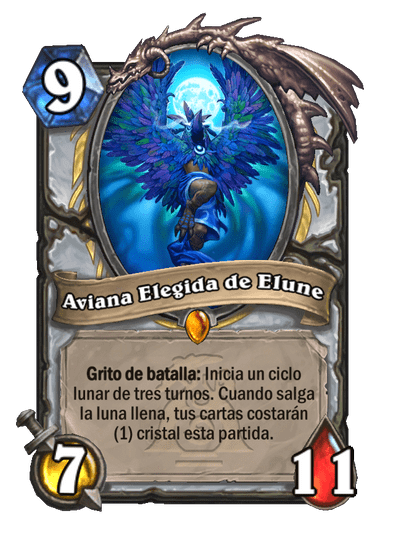 9
Aviana Elegida de Elune
Grito de batalla: Inicia un ciclo
lunar de tres turnos. Cuando salga
la luna llena, tus cartas costarán
(1) cristal esta partida.
7
11